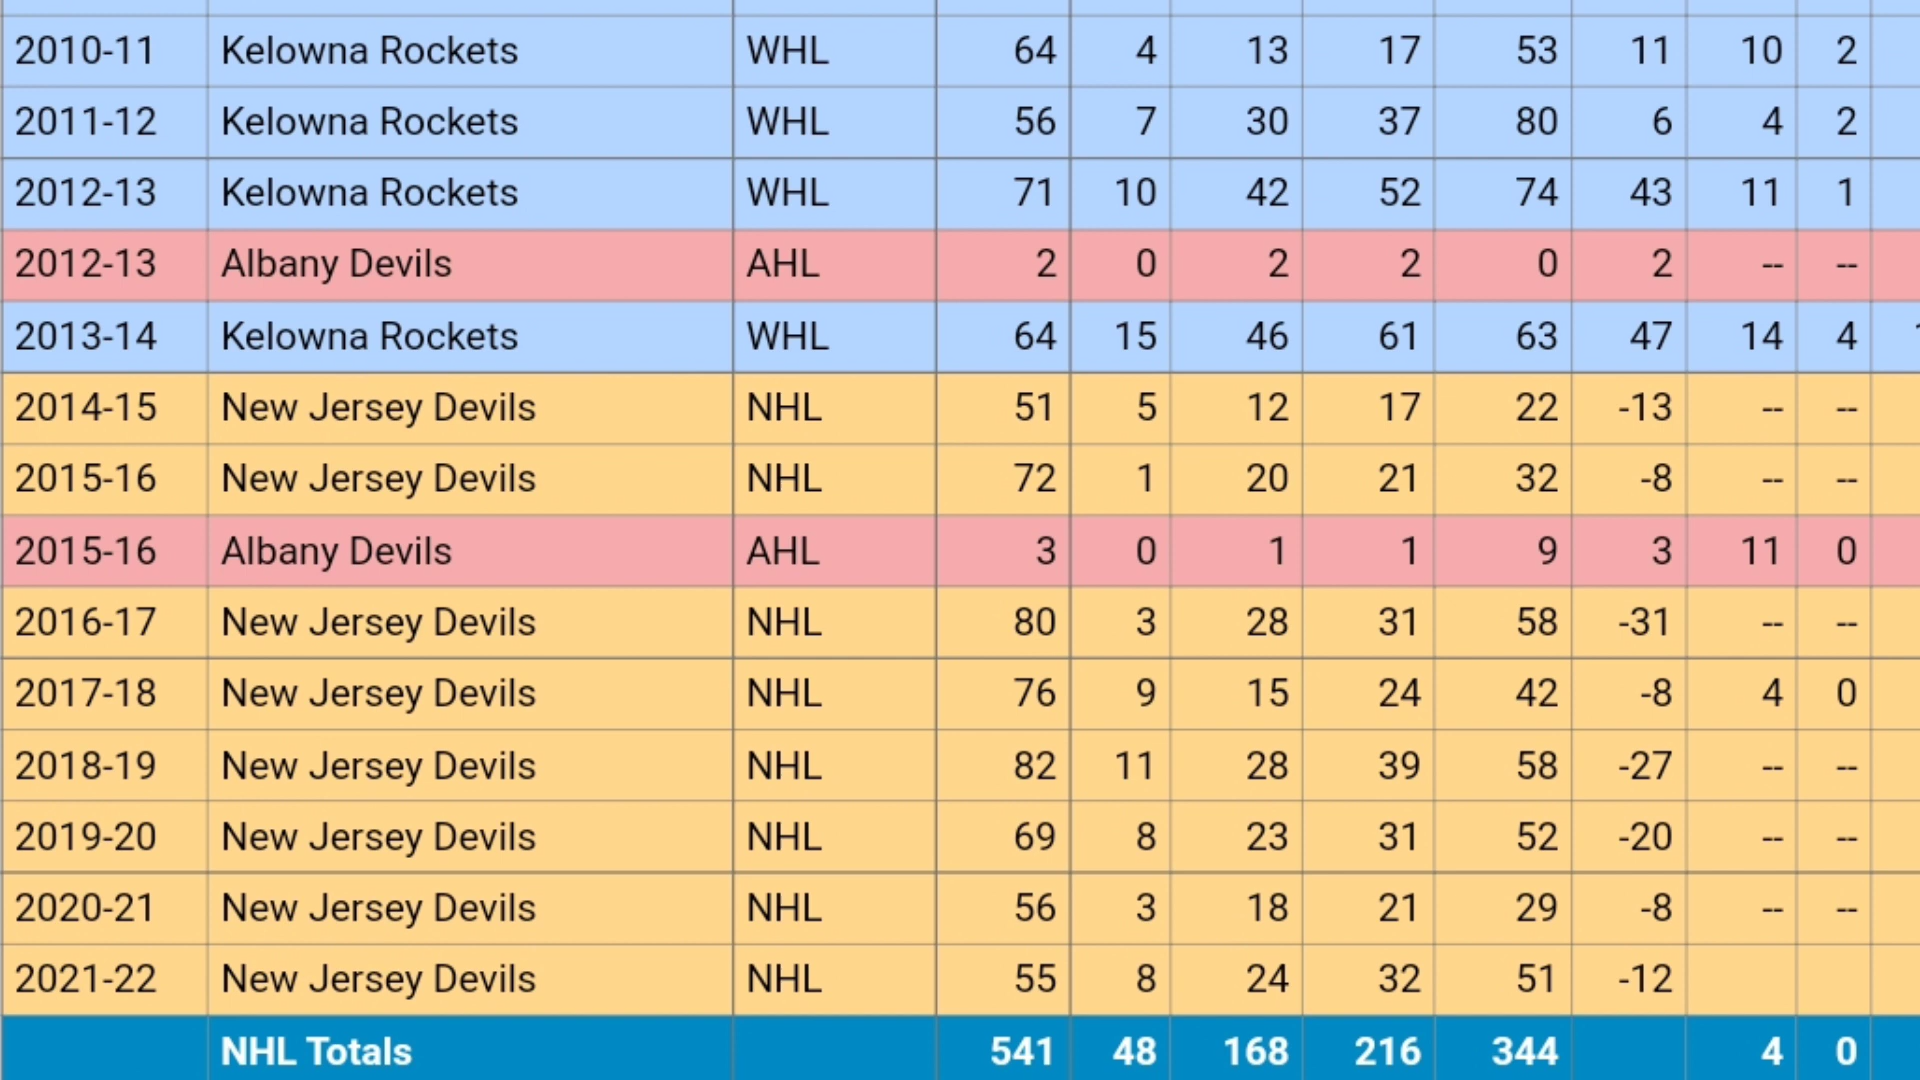 2010-11 Kelowna Rockets WHL 64 4 13 17 53 11 10 2
2011-12 Kelowna Rockets WHL 56 7 30 37 80 6 4 2
2012-13 Kelowna Rockets WHL 71 10 42 52 74 43 11 1
2012-13 Albany Devils AHL 2 0 2 2 0 2 -- --
2013-14 Kelowna Rockets WHL 64 15 46 61 63 47 14 4
2014-15 New Jersey Devils NHL 51 5 12 17 22 -13 -- --
2015-16 New Jersey Devils NHL 72 1 20 21 32 -8 -- --
2015-16 Albany Devils AHL 3 0 1 1 9 3 11 0
2016-17 New Jersey Devils NHL 80 3 28 31 58 -31 -- --
2017-18 New Jersey Devils NHL 76 9 15 24 42 -8 4 0
2018-19 New Jersey Devils NHL 82 11 28 39 58 -27 -- --
2019-20 New Jersey Devils NHL 69 8 23 31 52 -20 -- --
2020-21 New Jersey Devils NHL 56 3 18 21 29 -8 -- --
2021-22 New Jersey Devils NHL 55 8 24 32 51 -12
NHL Totals 541 48 168 216 344 4 0